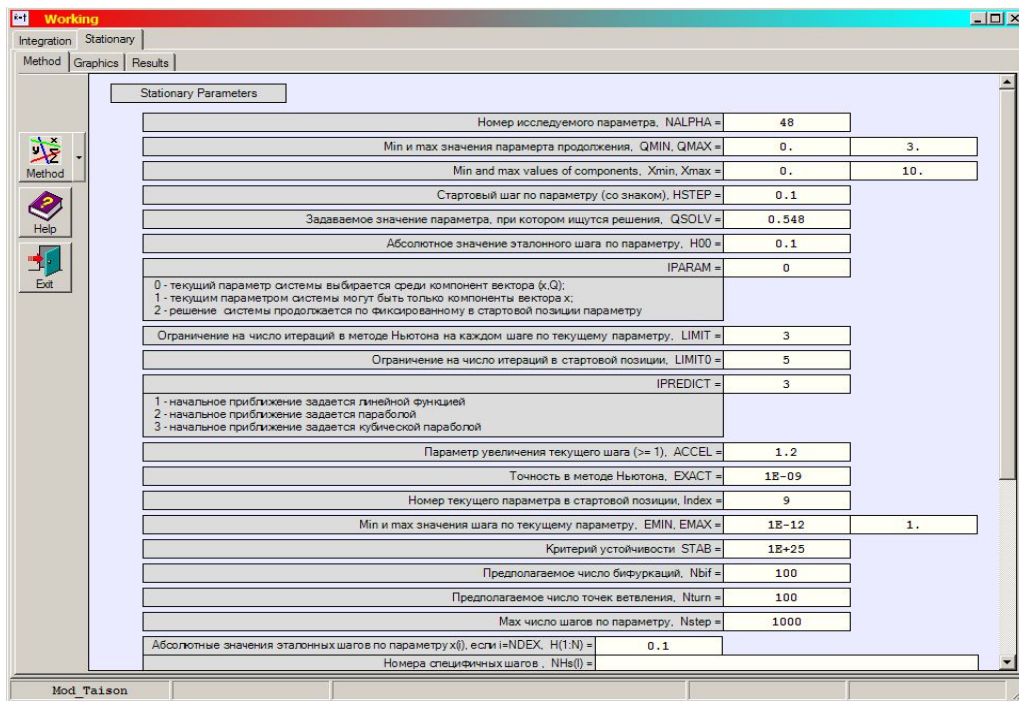 Working
Integration Stationary
Method Graphics Results
Stationary Parameters
Номер исследуемого параметра, NALPHA = 48
Min и max значения парамерта продолжения, QMIN, QMAX = 0. 3.
Min and max values of components, Xmin, Xmax = 0. 10.
Method
Стартовый шаг по параметру (со знаком), HSTEP = 0.1
Задаваемое значение параметра, при котором ищутся решения, QSOLV = 0.548
Help
Абсолютное значение эталонного шага по параметру, H00 = 0.1
IPARAM = 0
Exit
0 - текущий параметр системы выбирается среди компонент вектора (x,Q);
1 - текущим параметром системы могут быть только компоненты вектора x;
2 - решение системы продолжается по фиксированному в стартовой позиции параметру
Ограничение на число итераций в методе Ньютона на каждом шаге по текущему параметру, LIMIT = 3
Ограничение на число итераций в стартовой позиции, LIMIT0 = 5
IPREDICT = 3
1 - начальное приближение задается линейной функцией
2 - начальное приближение задается параболой
3 - начальное приближение задается кубической параболой
Параметр увеличения текущего шага (>= 1), ACCEL = 1.2
Точность в методе Ньютона, EXACT = 1E-09
Номер текущего параметра в стартовой позиции, Index = 9
Min и max значения шага по текущему параметру, EMIN, EMAX = 1E-12 1.
Критерий устойчивости STAB = 1E+25
Предполагаемое число бифуркаций, Nbif = 100
Предполагаемое число точек ветвления, Nturn = 100
Max число шагов по параметру, Nstep = 1000
Абсолютные значения эталонных шагов по параметру x(i), если i=NDEX, H(1:N) = 0.1
Номера специфичных шагов , NHs(I) =
Mod_Taison